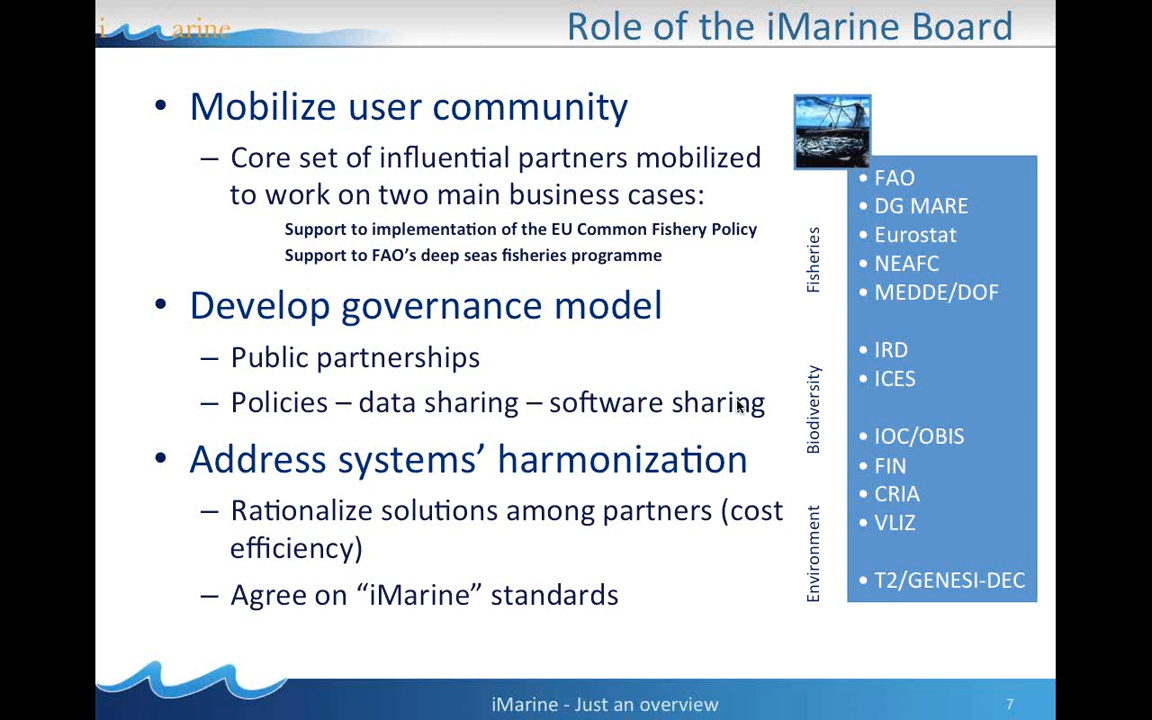 i marine
Role of the iMarine Board
• Mobilize user community
– Core set of influential partners mobilized
to work on two main business cases:
Support to implementation of the EU Common Fishery Policy
Support to FAO’s deep seas fisheries programme
• Develop governance model
– Public partnerships
– Policies – data sharing – software sharing
• Address systems’ harmonization
– Rationalize solutions among partners (cost
efficiency)
– Agree on “iMarine” standards
Fisheries
Biodiversity
Environment
• FAO
• DG MARE
• Eurostat
• NEAFC
• MEDDE/DOF
• IRD
• ICES
• IOC/OBIS
• FIN
• CRIA
• VLIZ
• T2/GENESI-DEC
iMarine - Just an overview
7